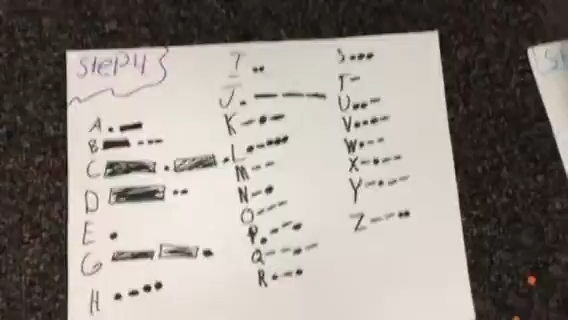 Step 4
A .-
B -...
C -.-.
D -..
E .
G --.
H ....
I ..
J .---
K -.-
L .-..
M --
N -.
O ---
P .--.
Q --.-
R .-.
S ...
T -
U ..-
V ...-
W .--
X -..-
Y -.--
Z --..